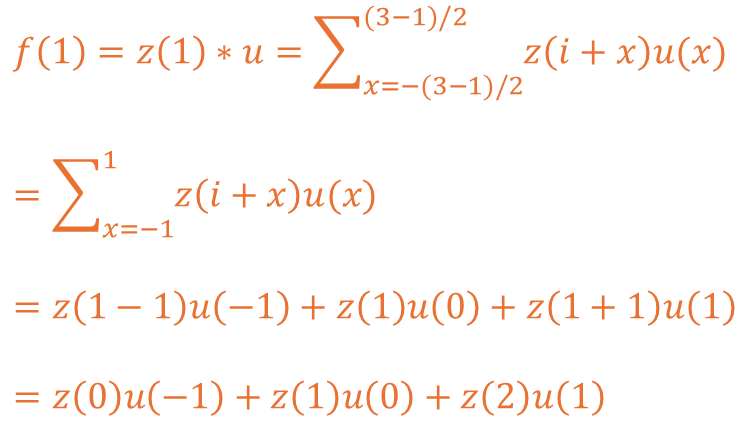 f(1) = z(1) ∗ u = ∑_{x=−(3−1)/2}^{(3−1)/2} z(i + x)u(x)
= ∑_{x=−1}^{1} z(i + x)u(x)
= z(1 − 1)u(−1) + z(1)u(0) + z(1 + 1)u(1)
= z(0)u(−1) + z(1)u(0) + z(2)u(1)